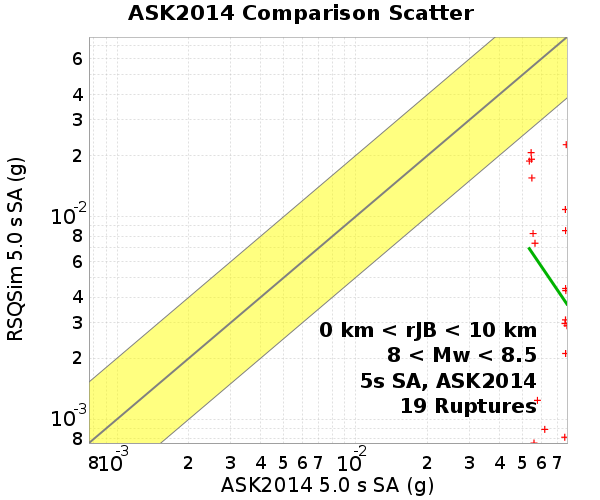 ASK2014 Comparison Scatter
RSQSim 5.0 s SA (g)
6
4
3
2
10-2
8
6
4
3
2
10-3
8
0 km < rJB < 10 km
8 < Mw < 8.5
5s SA, ASK2014
19 Ruptures
8 10-3 2 3 4 5 6 7 10-2 2 3 4 5 6 7
ASK2014 5.0 s SA (g)